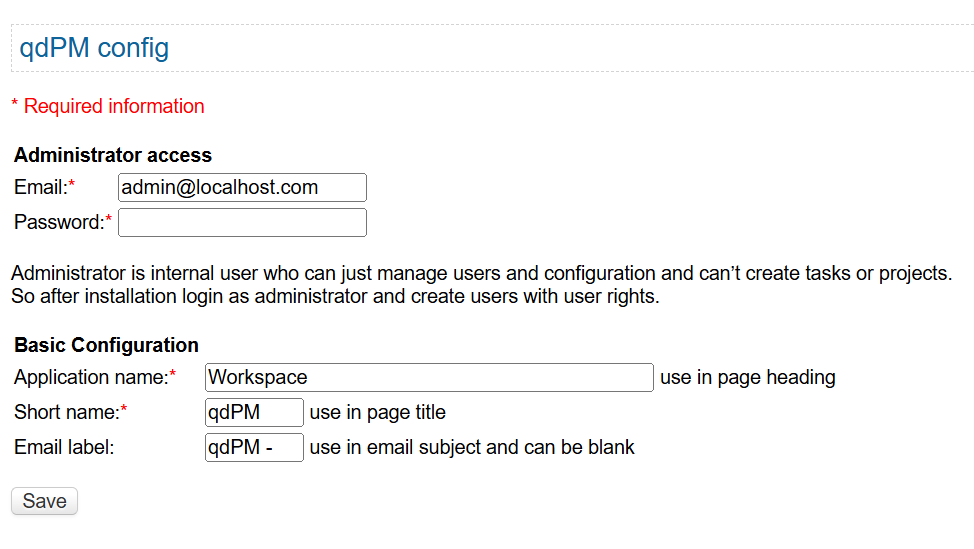 qdPM config
* Required information
Administrator access
Email:* admin@localhost.com
Password:*
Administrator is internal user who can just manage users and configuration and can’t create tasks or projects.
So after installation login as administrator and create users with user rights.
Basic Configuration
Application name:* Workspace use in page heading
Short name:* qdPM use in page title
Email label: qdPM - use in email subject and can be blank
Save